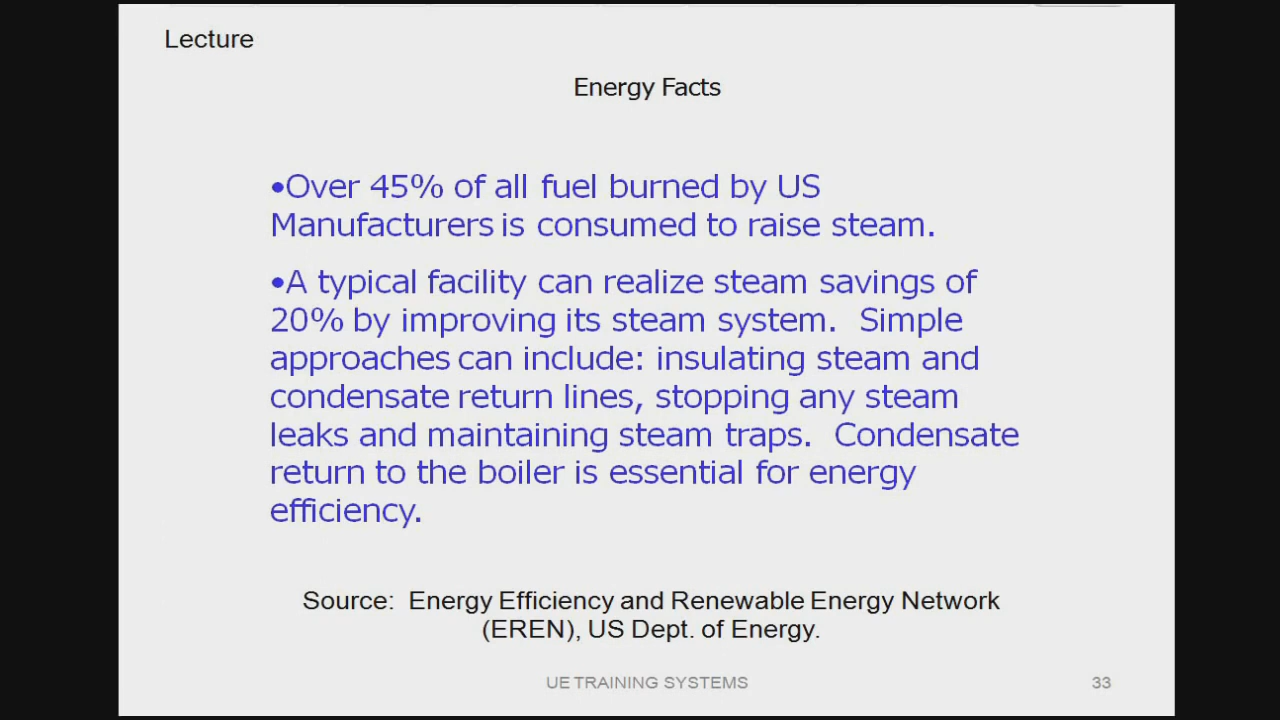 Lecture
Energy Facts
•Over 45% of all fuel burned by US
Manufacturers is consumed to raise steam.
•A typical facility can realize steam savings of
20% by improving its steam system.  Simple
approaches can include: insulating steam and
condensate return lines, stopping any steam
leaks and maintaining steam traps.  Condensate
return to the boiler is essential for energy
efficiency.
Source:  Energy Efficiency and Renewable Energy Network
(EREN), US Dept. of Energy.
UE TRAINING SYSTEMS
33